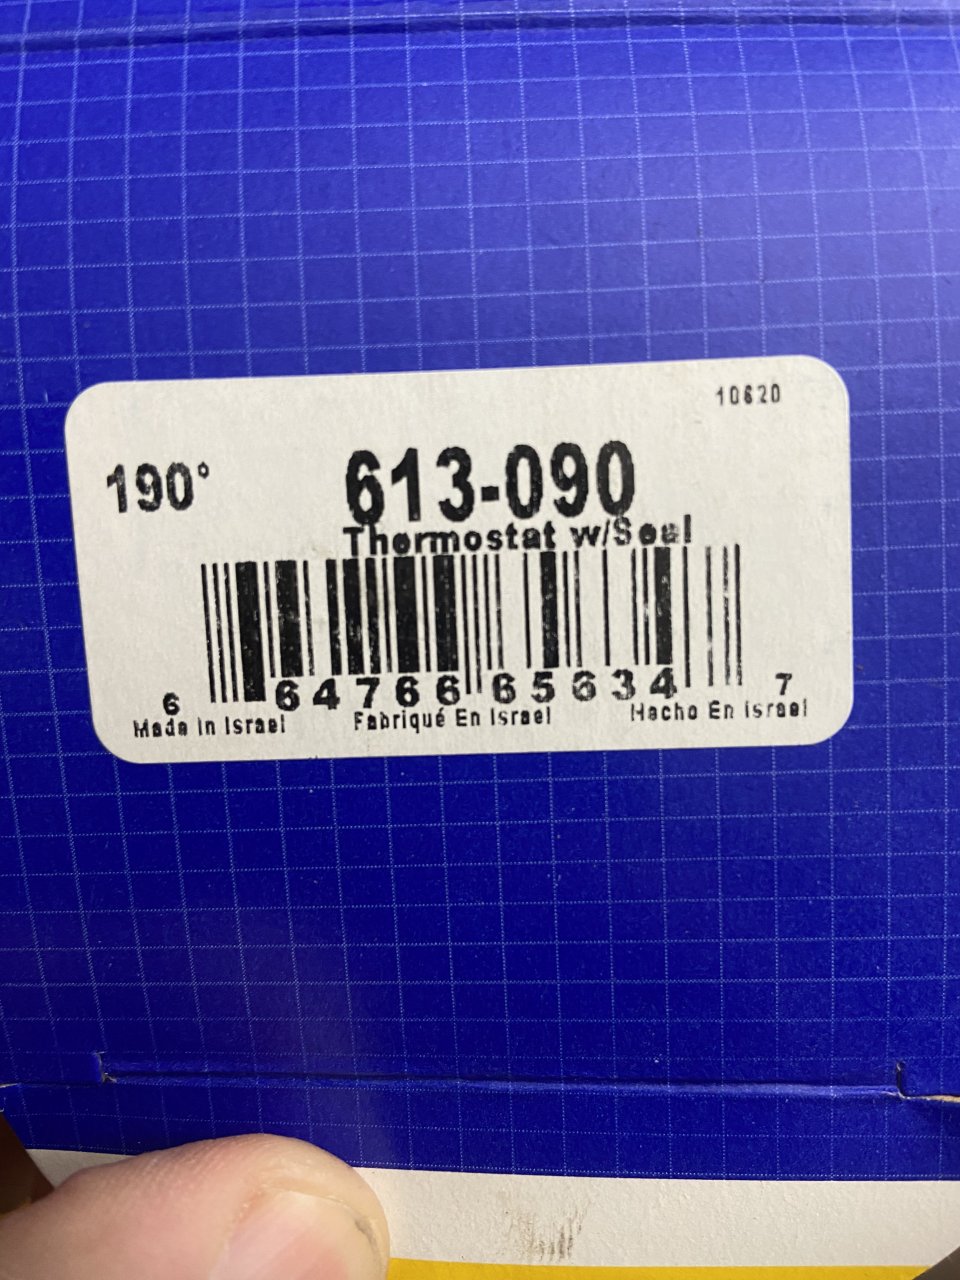 10620
190° 613-090
Thermostat w/Seal
6 64766 65634 7
Made In Israel Fabriqué En Israel Hecho En Israel